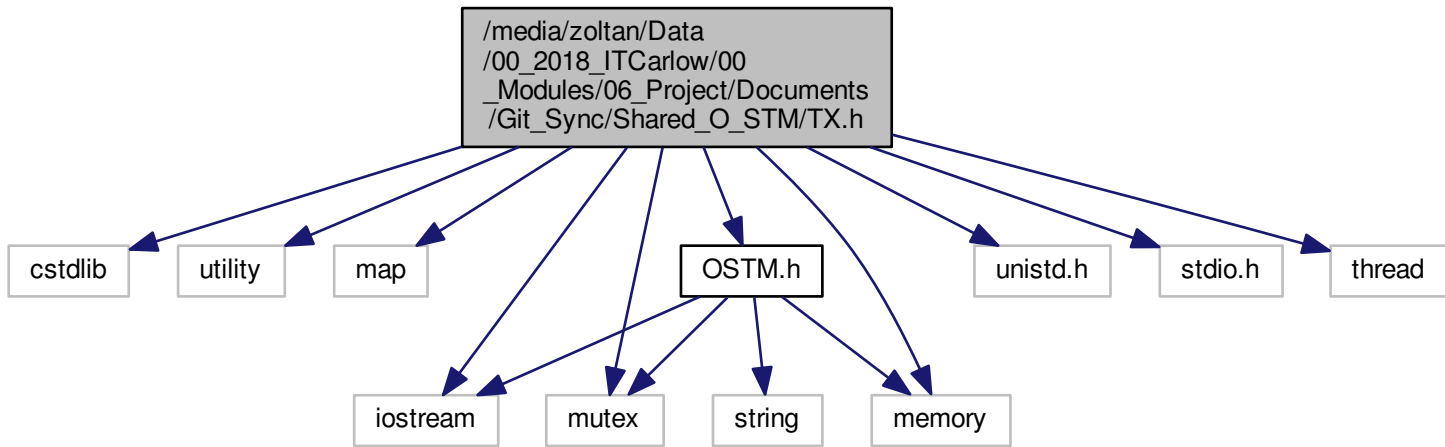 /media/zoltan/Data
/00_2018_ITCarlow/00
_Modules/06_Project/Documents
/Git_Sync/Shared_O_STM/TX.h
cstdlib
utility
map
OSTM.h
unistd.h
stdio.h
thread
iostream
mutex
string
memory